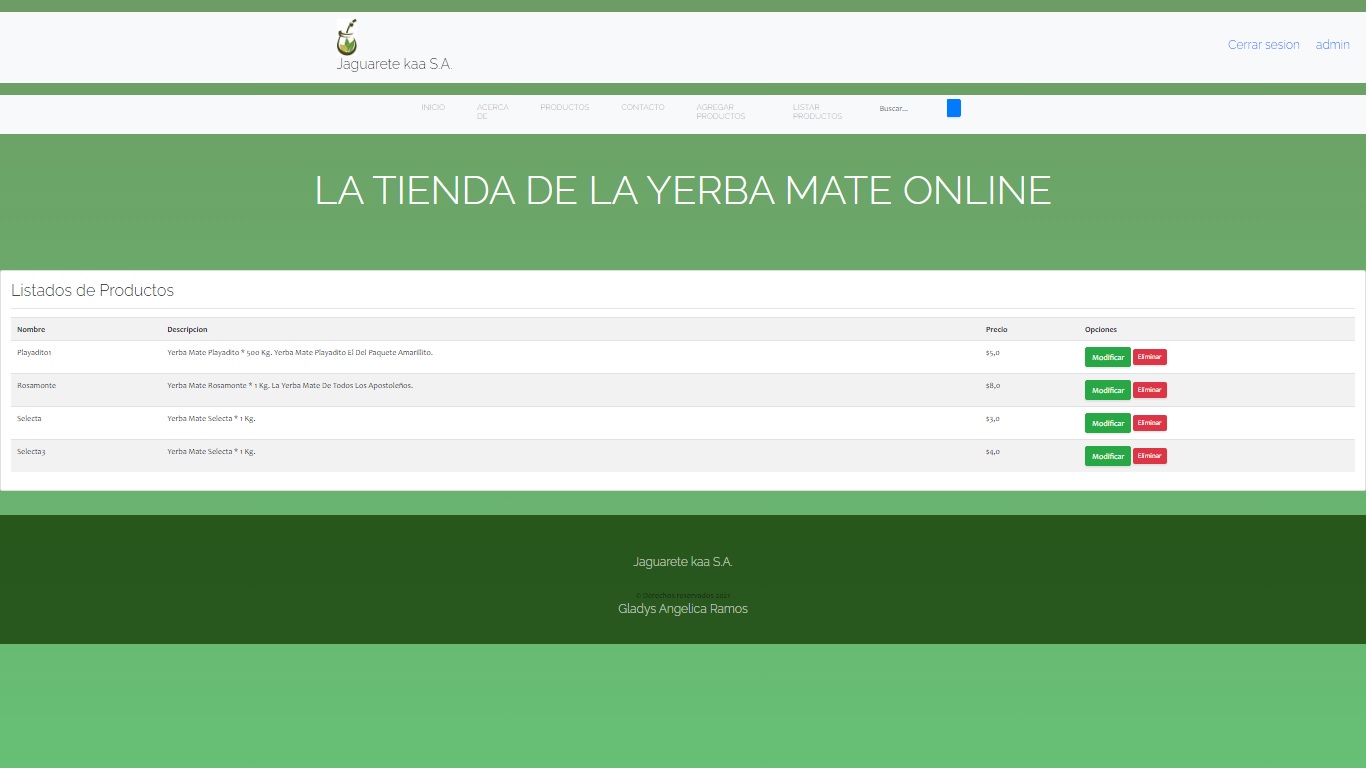 Jaguarete kaa S.A.
Cerrar sesion admin
INICIO ACERCA DE PRODUCTOS CONTACTO AGREGAR PRODUCTOS LISTAR PRODUCTOS Buscar...
LA TIENDA DE LA YERBA MATE ONLINE
Listados de Productos
Nombre Descripcion Precio Opciones
Playadito1 Yerba Mate Playadito * 500 Kg. Yerba Mate Playadito El Del Paquete Amarillito. $5,0 Modificar Eliminar
Rosamonte Yerba Mate Rosamonte * 1 Kg. La Yerba Mate De Todos Los Apostoleños. $8,0 Modificar Eliminar
Selecta Yerba Mate Selecta * 1 Kg. $3,0 Modificar Eliminar
Selecta3 Yerba Mate Selecta * 1 Kg. $4,0 Modificar Eliminar
Jaguarete kaa S.A.
© Derechos reservados 2021
Gladys Angelica Ramos